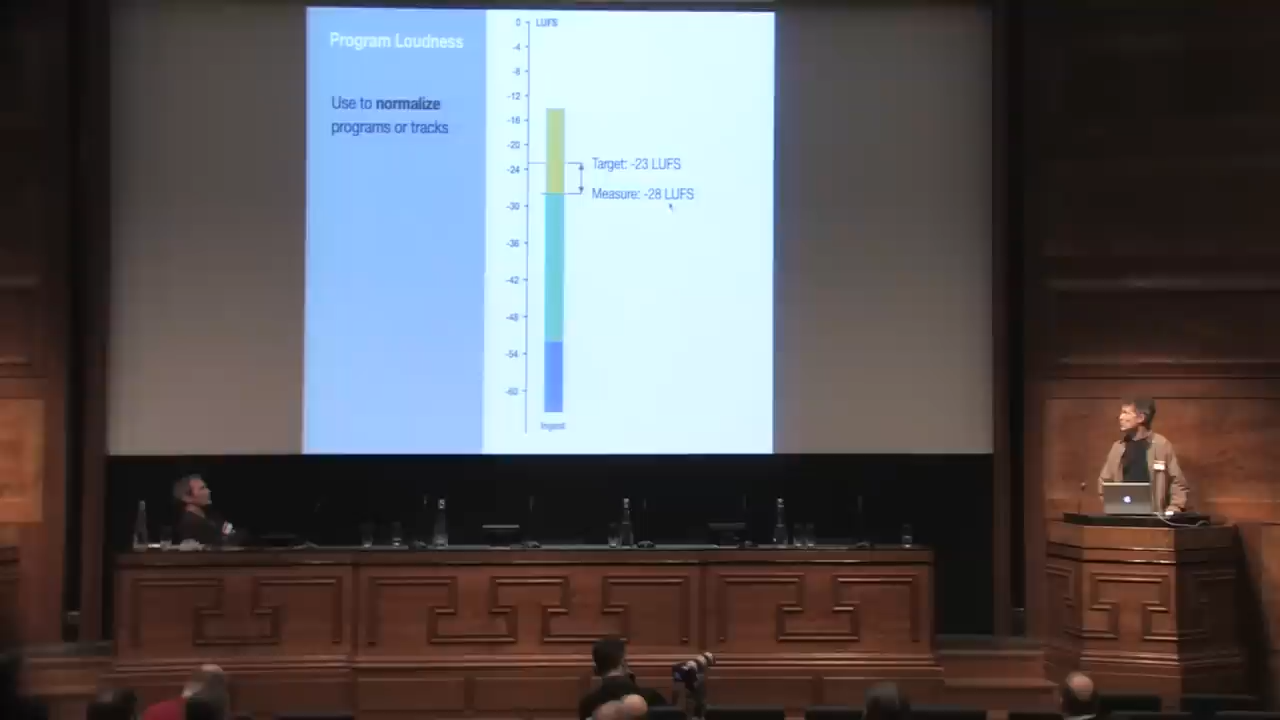 Program Loudness
Use to normalize
programs or tracks
0 LUFS
-4
-8
-12
-16
-20
-24
-30
-36
-42
-48
-54
-60
Target: -23 LUFS
Measure: -28 LUFS
Ingest